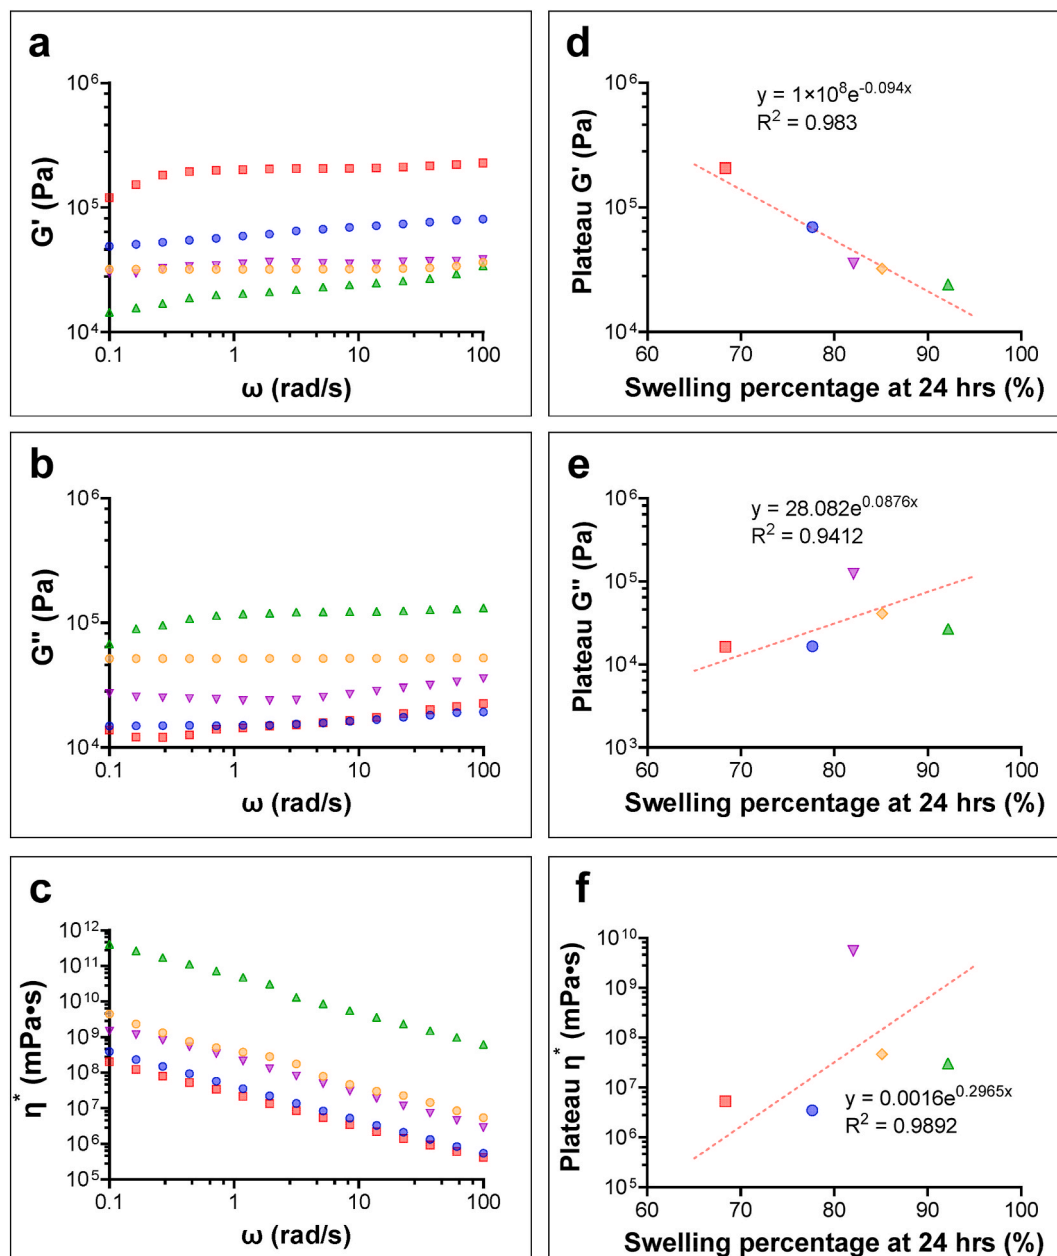 a
10⁶
10⁵
10⁴
G' (Pa)
0.1 1 10 100
ω (rad/s)
d
y = 1×10⁸e⁻⁰·⁰⁹⁴ˣ
R² = 0.983
10⁶
10⁵
10⁴
Plateau G' (Pa)
60 70 80 90 100
Swelling percentage at 24 hrs (%)
b
10⁶
10⁵
10⁴
G'' (Pa)
0.1 1 10 100
ω (rad/s)
e
y = 28.082e⁰·⁰⁸⁷⁶ˣ
R² = 0.9412
10⁶
10⁵
10⁴
10³
Plateau G'' (Pa)
60 70 80 90 100
Swelling percentage at 24 hrs (%)
c
10¹²
10¹¹
10¹⁰
10⁹
10⁸
10⁷
10⁶
10⁵
η* (mPa•s)
0.1 1 10 100
ω (rad/s)
f
10¹⁰
10⁹
10⁸
10⁷
10⁶
10⁵
Plateau η* (mPa•s)
y = 0.0016e⁰·²⁹⁶⁵ˣ
R² = 0.9892
60 70 80 90 100
Swelling percentage at 24 hrs (%)